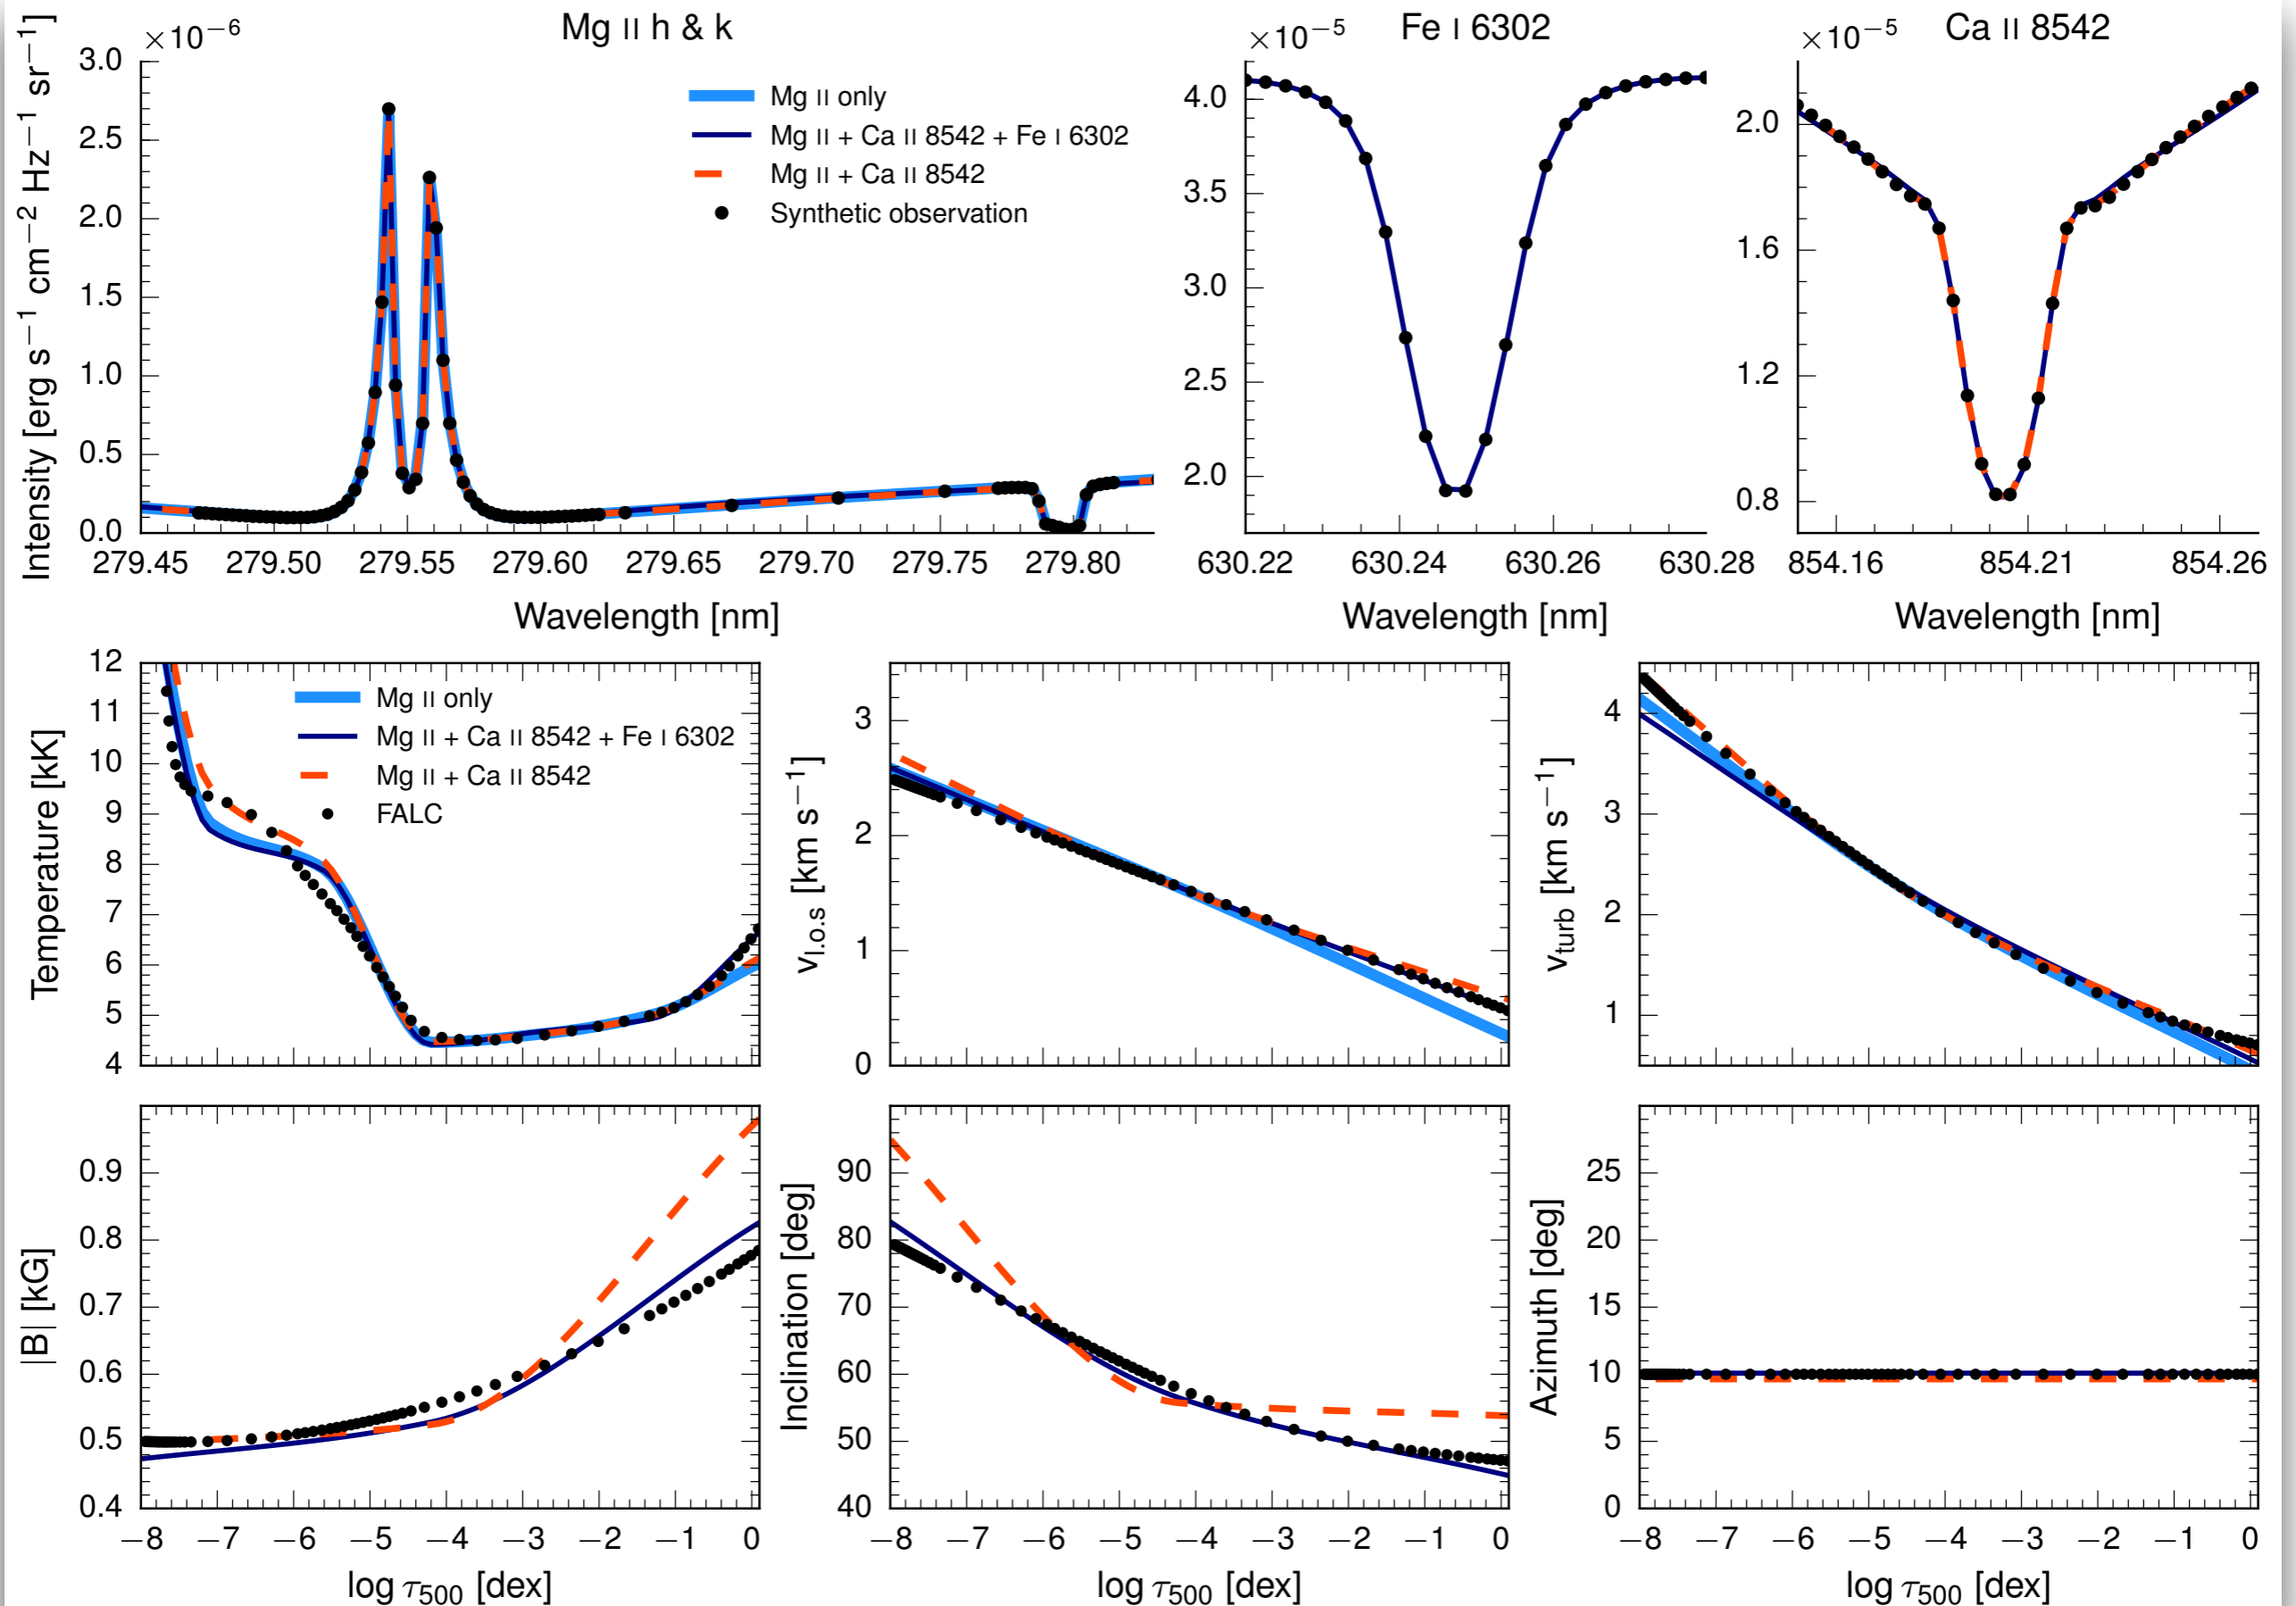 Mg II h & k
Fe I 6302
Ca II 8542
×10−6
×10−5
×10−5
Intensity [erg s−1 cm−2 Hz−1 sr−1]
3.0
2.5
2.0
1.5
1.0
0.5
0.0
Mg II only
Mg II + Ca II 8542 + Fe I 6302
Mg II + Ca II 8542
Synthetic observation
279.45 279.50 279.55 279.60 279.65 279.70 279.75 279.80
Wavelength [nm]
4.0
3.5
3.0
2.5
2.0
630.22 630.24 630.26 630.28
Wavelength [nm]
2.0
1.6
1.2
0.8
854.16 854.21 854.26
Wavelength [nm]
Temperature [kK]
12
11
10
9
8
7
6
5
4
Mg II only
Mg II + Ca II 8542 + Fe I 6302
Mg II + Ca II 8542
FALC
vl.o.s [km s−1]
3
2
1
0
vturb [km s−1]
4
3
2
1
|B| [kG]
0.9
0.8
0.7
0.6
0.5
0.4
−8 −7 −6 −5 −4 −3 −2 −1 0
log τ500 [dex]
Inclination [deg]
90
80
70
60
50
40
−8 −7 −6 −5 −4 −3 −2 −1 0
log τ500 [dex]
Azimuth [deg]
25
20
15
10
5
0
−8 −7 −6 −5 −4 −3 −2 −1 0
log τ500 [dex]